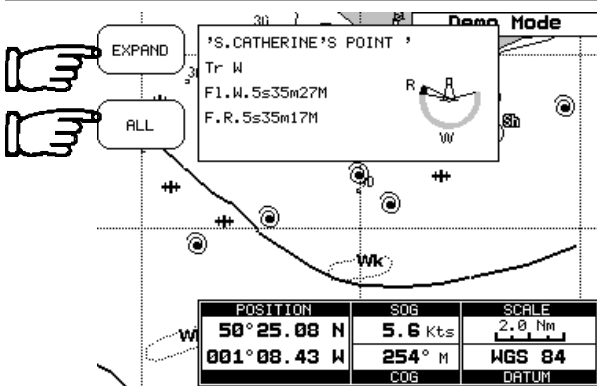 30
Demo Mode
EXPAND
'S.CATHERINE'S POINT '
Tr W
Fl.W.5s35m27M
F.R.5s35m17M
R
W
ALL
Sh
Wk
POSITION
SOG
SCALE
50°25.08 N
5.6 Kts
2.0 Nm
001°08.43 W
254° M
WGS 84
COG
DATUM